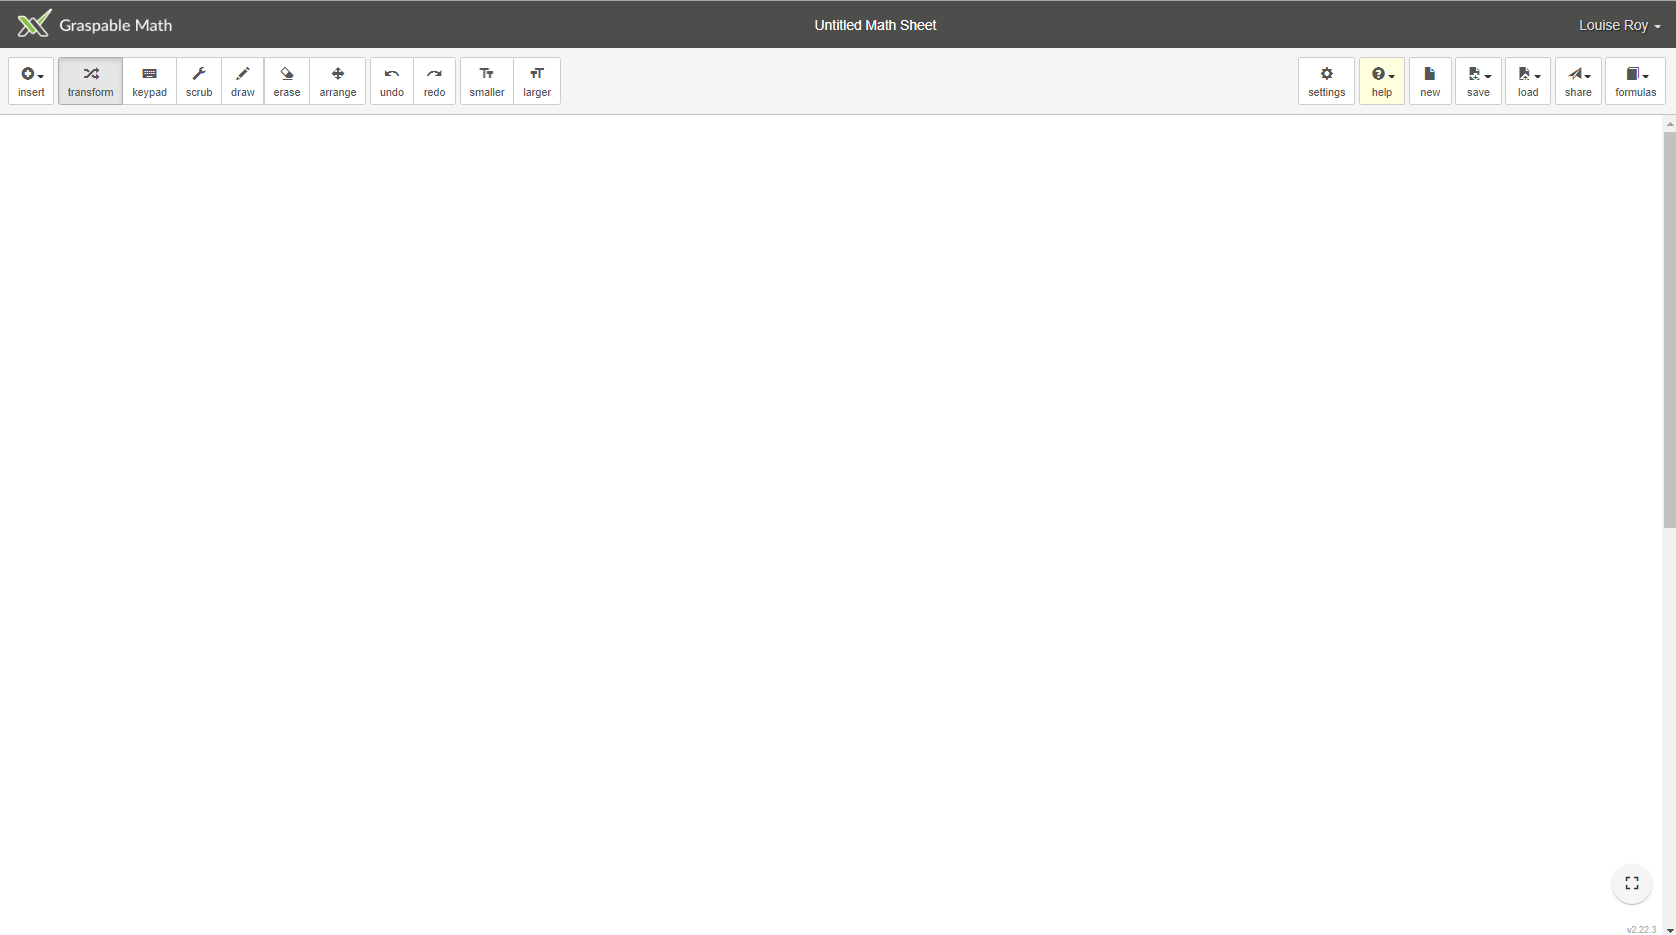 Graspable Math
Untitled Math Sheet
Louise Roy
insert
transform
keypad
scrub
draw
erase
arrange
undo
redo
smaller
larger
settings
help
new
save
load
share
formulas
v2.22.3